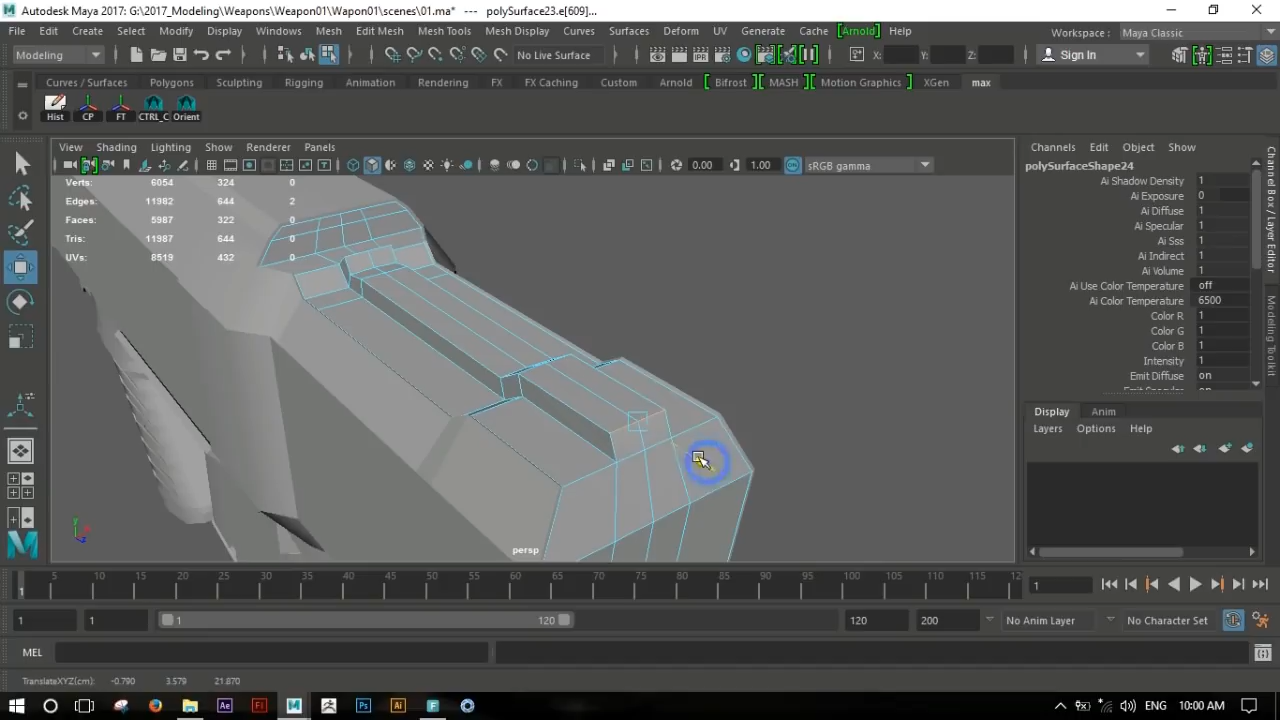 Autodesk Maya 2017: G:\2017_Modeling\Weapons\Weapon01\Wapon01\scenes\01.ma* --- polySurface23.e[609]...
File Edit Create Select Modify Display Windows Mesh Edit Mesh Mesh Tools Mesh Display Curves Surfaces Deform UV Generate Cache [Arnold] Help Workspace : Maya Classic
Modeling No Live Surface IPR X: Y: Z: Sign In
Curves / Surfaces Polygons Sculpting Rigging Animation Rendering FX FX Caching Custom Arnold Bifrost MASH Motion Graphics XGen max
Hist CP FT CTRL_C Orient
View Shading Lighting Show Renderer Panels
0.00 1.00 sRGB gamma
Verts: 6054 324 0
Edges: 11982 644 2
Faces: 5987 322 0
Tris: 11987 644 0
UVs: 8519 432 0
persp
Channels Edit Object Show
polySurfaceShape24
Ai Shadow Density 1
Ai Exposure 0
Ai Diffuse 1
Ai Specular 1
Ai Sss 1
Ai Indirect 1
Ai Volume 1
Ai Use Color Temperature off
Ai Color Temperature 6500
Color R 1
Color G 1
Color B 1
Intensity 1
Emit Diffuse on
Display Anim
Layers Options Help
Channel Box / Layer Editor
Modeling Toolkit
5 10 15 20 25 30 35 40 45 50 55 60 65 70 75 80 85 90 95 100 105 110 115 12
1 1
1 1 1 120 120 200 No Anim Layer No Character Set
MEL
TranslateXYZ(cm) -0.790 3.579 21.870
Ae Fl Ps Ai F ENG 10:00 AM